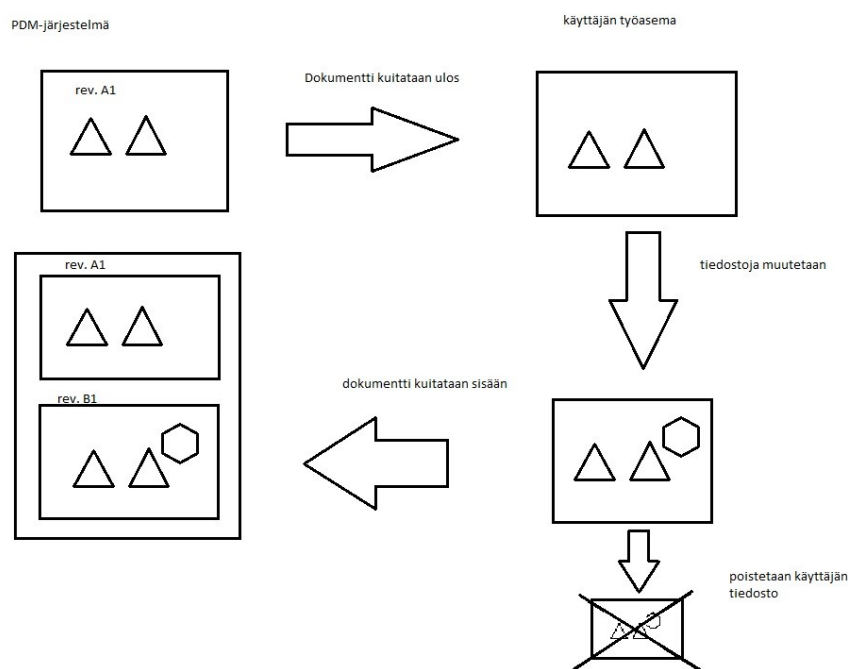 PDM-järjestelmä
käyttäjän työasema
Dokumentti kuitataan ulos
rev. A1
tiedostoja muutetaan
rev. A1
dokumentti kuitataan sisään
rev. B1
poistetaan käyttäjän
tiedosto